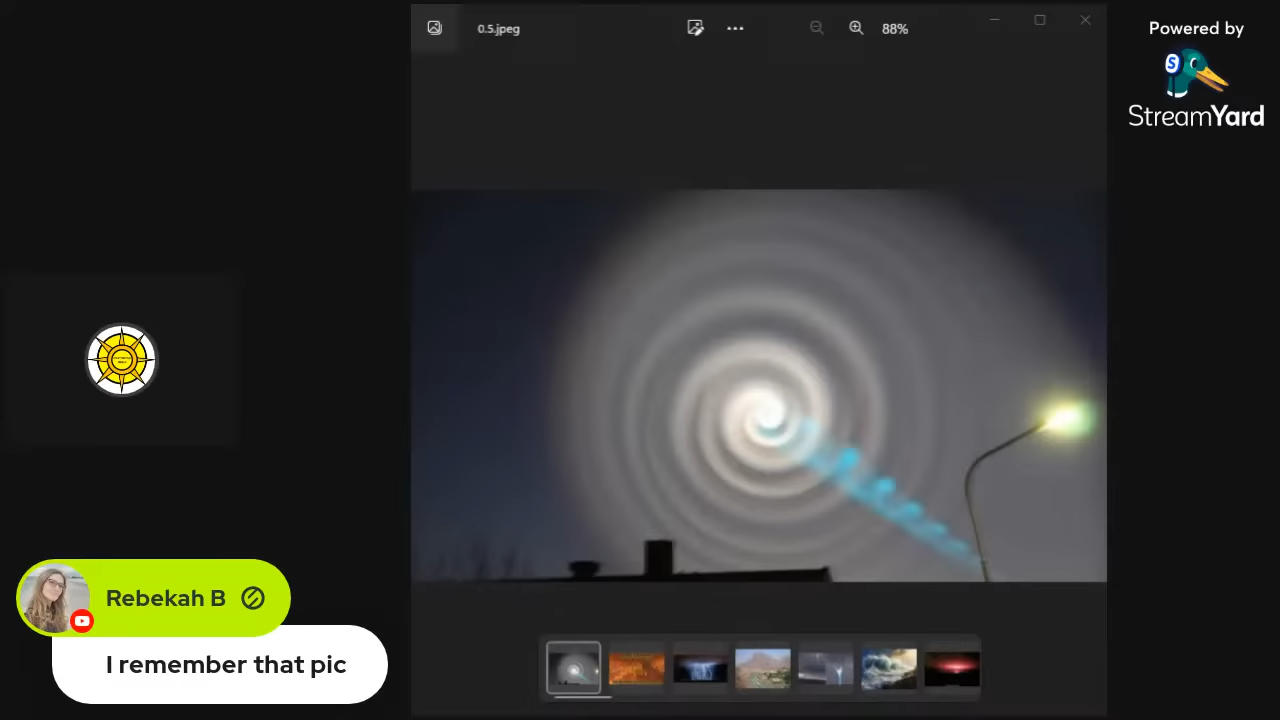 0.5.jpeg
88%
Powered by
StreamYard
Rebekah B
I remember that pic